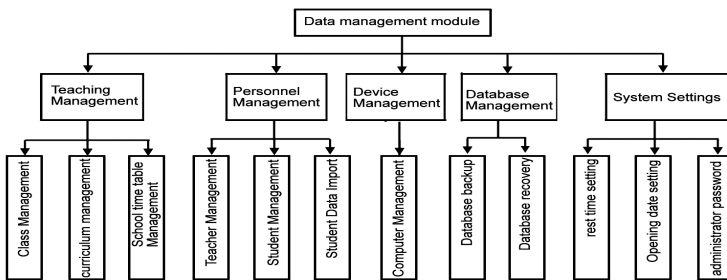 Data management module
Teaching
Management
Personnel
Management
Device
Management
Database
Management
System Settings
Class Management
curriculum management
School time table
Management
Teacher Management
Student Management
Student Data Import
Computer Management
Database backup
Database recovery
rest time setting
Opening date setting
administrator password